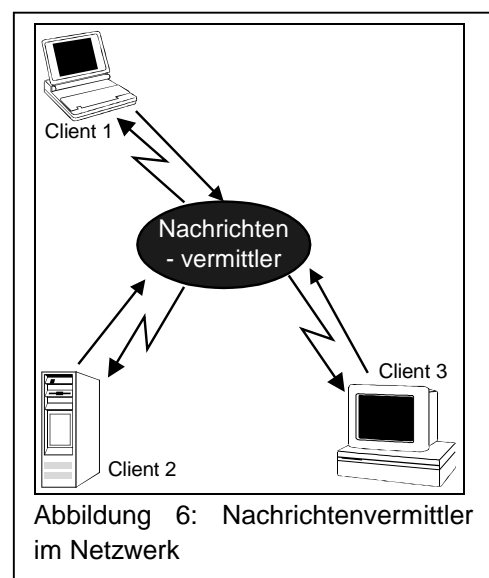 Client 1
Nachrichten
- vermittler
Client 3
Client 2
Abbildung 6: Nachrichtenvermittler
im Netzwerk